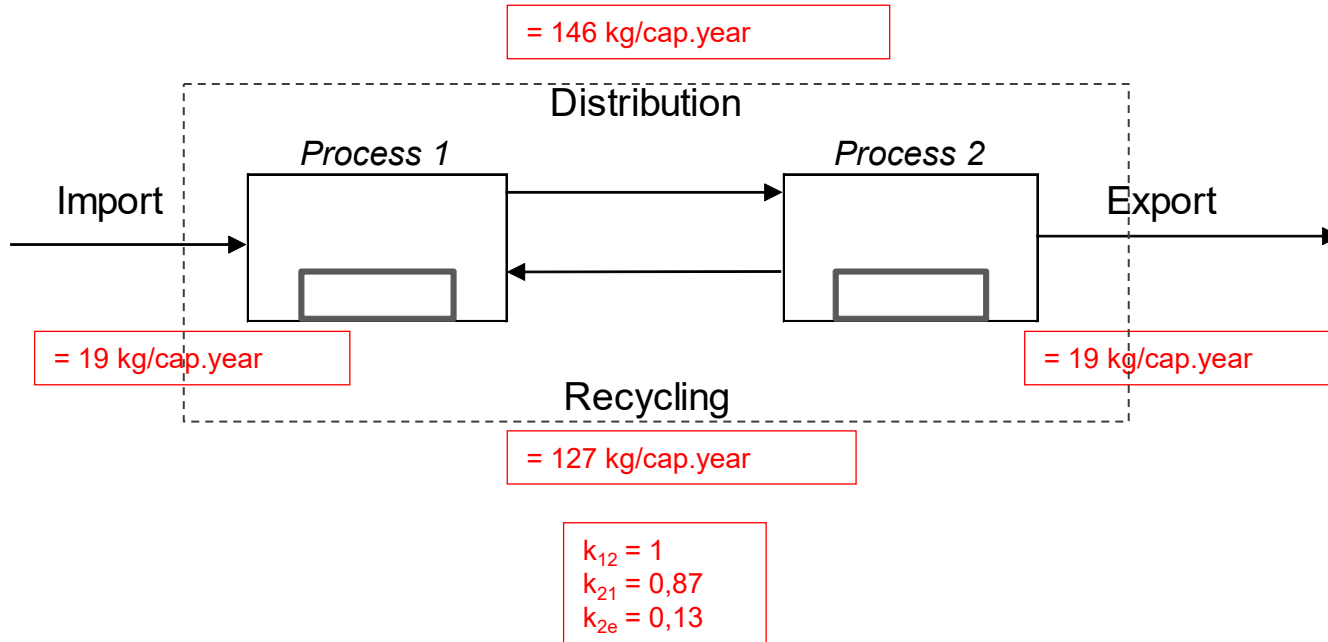 = 146 kg/cap.year
Distribution
Process 1
Process 2
Import
Export
= 19 kg/cap.year
= 19 kg/cap.year
Recycling
= 127 kg/cap.year
k12 = 1
k21 = 0,87
k2e = 0,13